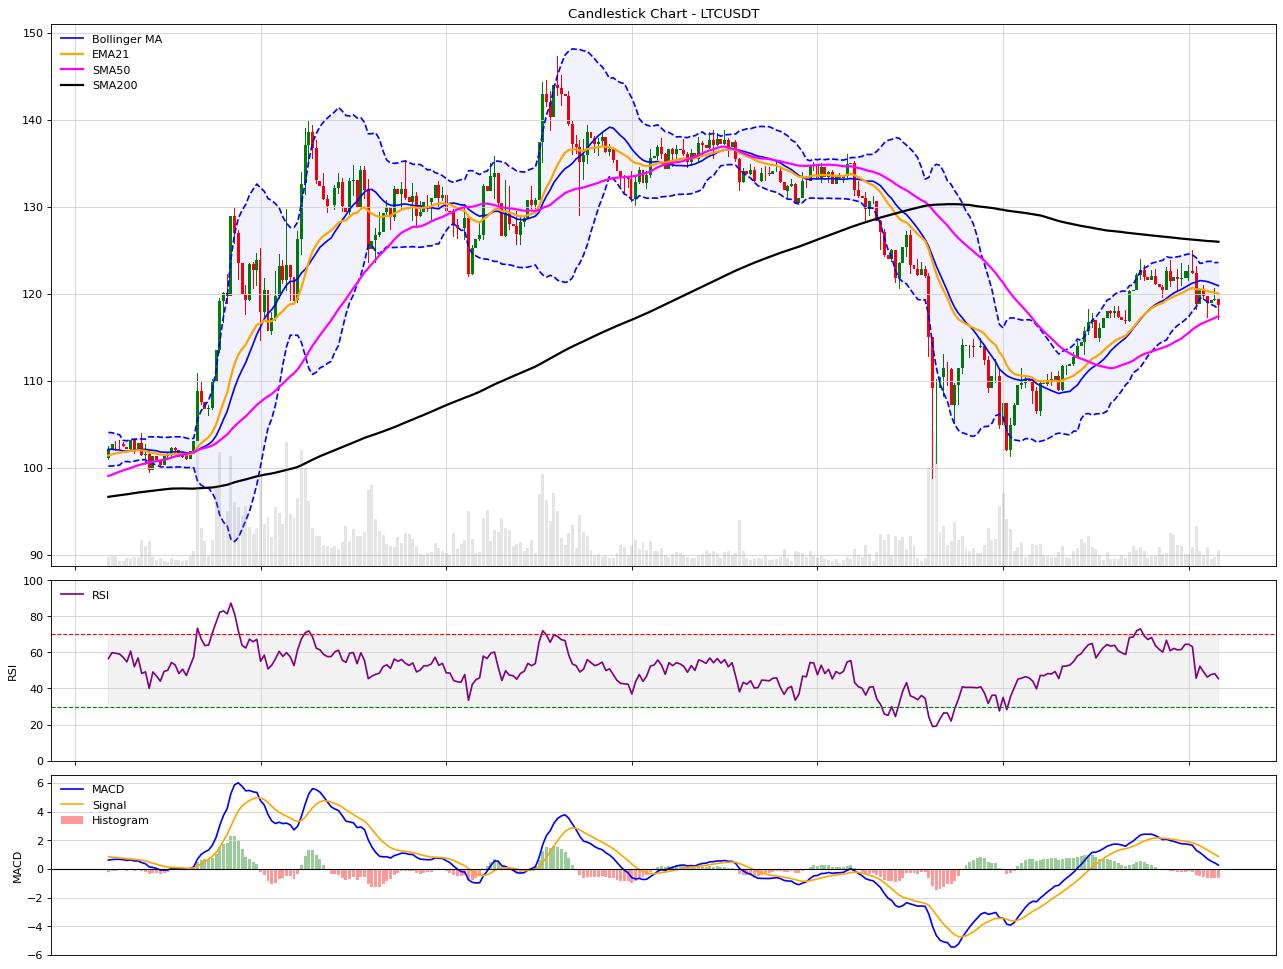 Candlestick Chart - LTCUSDT
150
140
130
120
110
100
90
Bollinger MA
EMA21
SMA50
SMA200
100
80
60
40
20
0
RSI
RSI
6
4
2
0
−2
−4
−6
MACD
MACD
Signal
Histogram